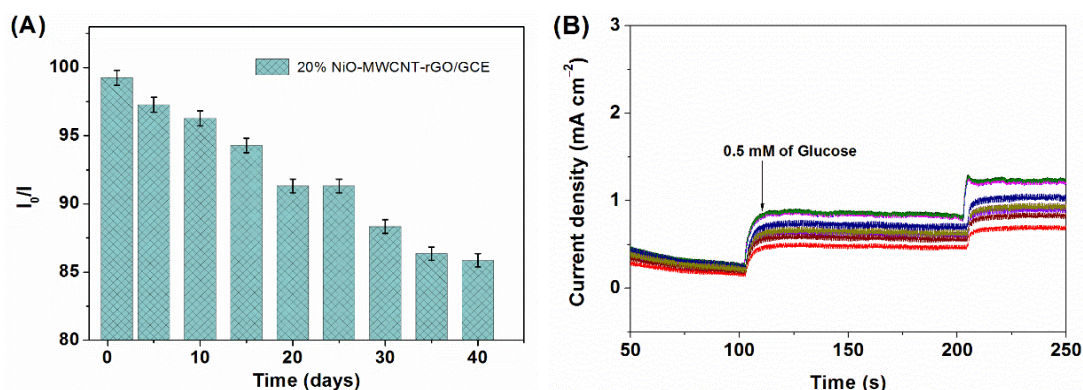 (A)
20% NiO-MWCNT-rGO/GCE
I₀/I
100
95
90
85
80
0 10 20 30 40
Time (days)
(B)
0.5 mM of Glucose
Current density (mA cm⁻²)
3
2
1
0
50 100 150 200 250
Time (s)